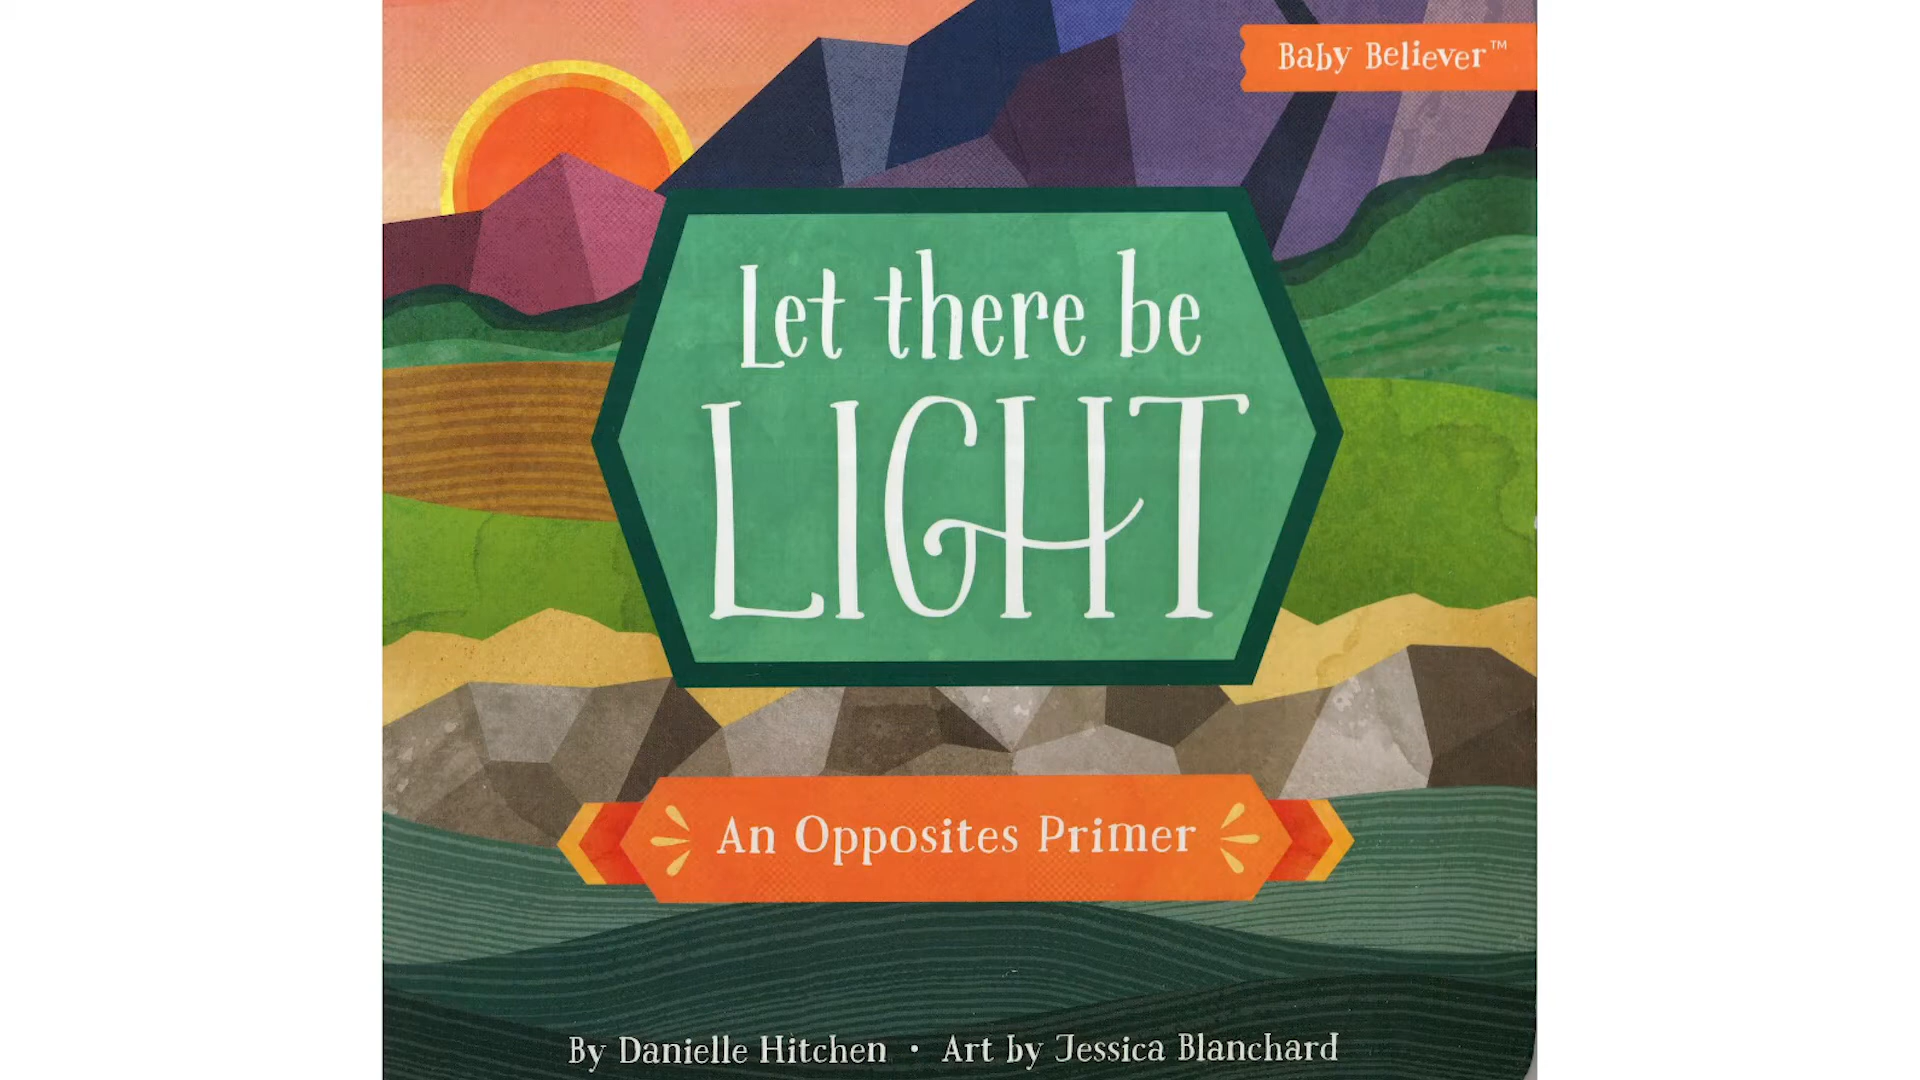 Baby Believer™
Let there be
LIGHT
An Opposites Primer
By Danielle Hitchen • Art by Jessica Blanchard